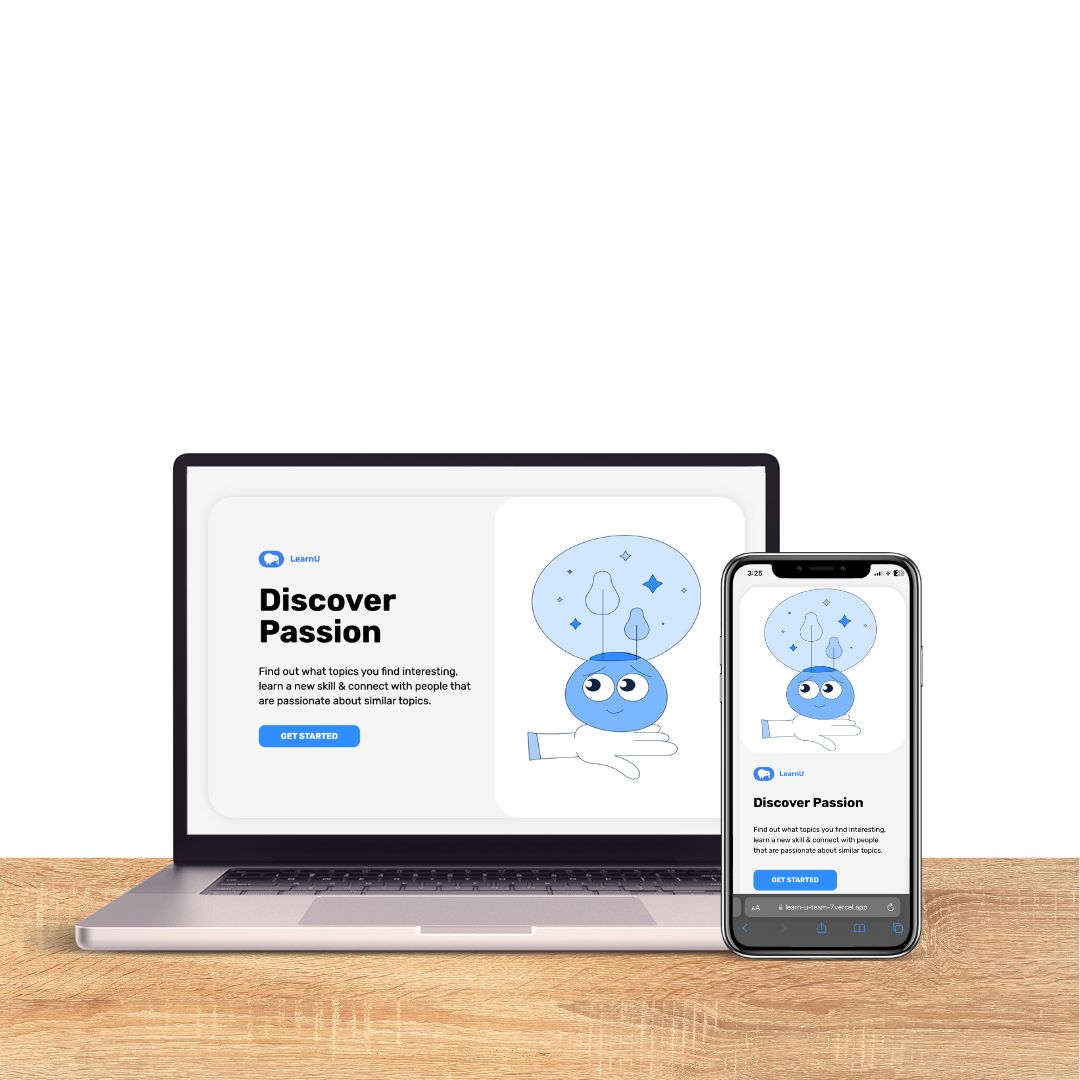 LearnU
Discover
Passion
Find out what topics you find interesting,
learn a new skill & connect with people that
are passionate about similar topics.
GET STARTED
3:25
LearnU
Discover Passion
Find out what topics you find interesting,
learn a new skill & connect with people
that are passionate about similar topics.
GET STARTED
AA
learn-u-team-7.vercel.app